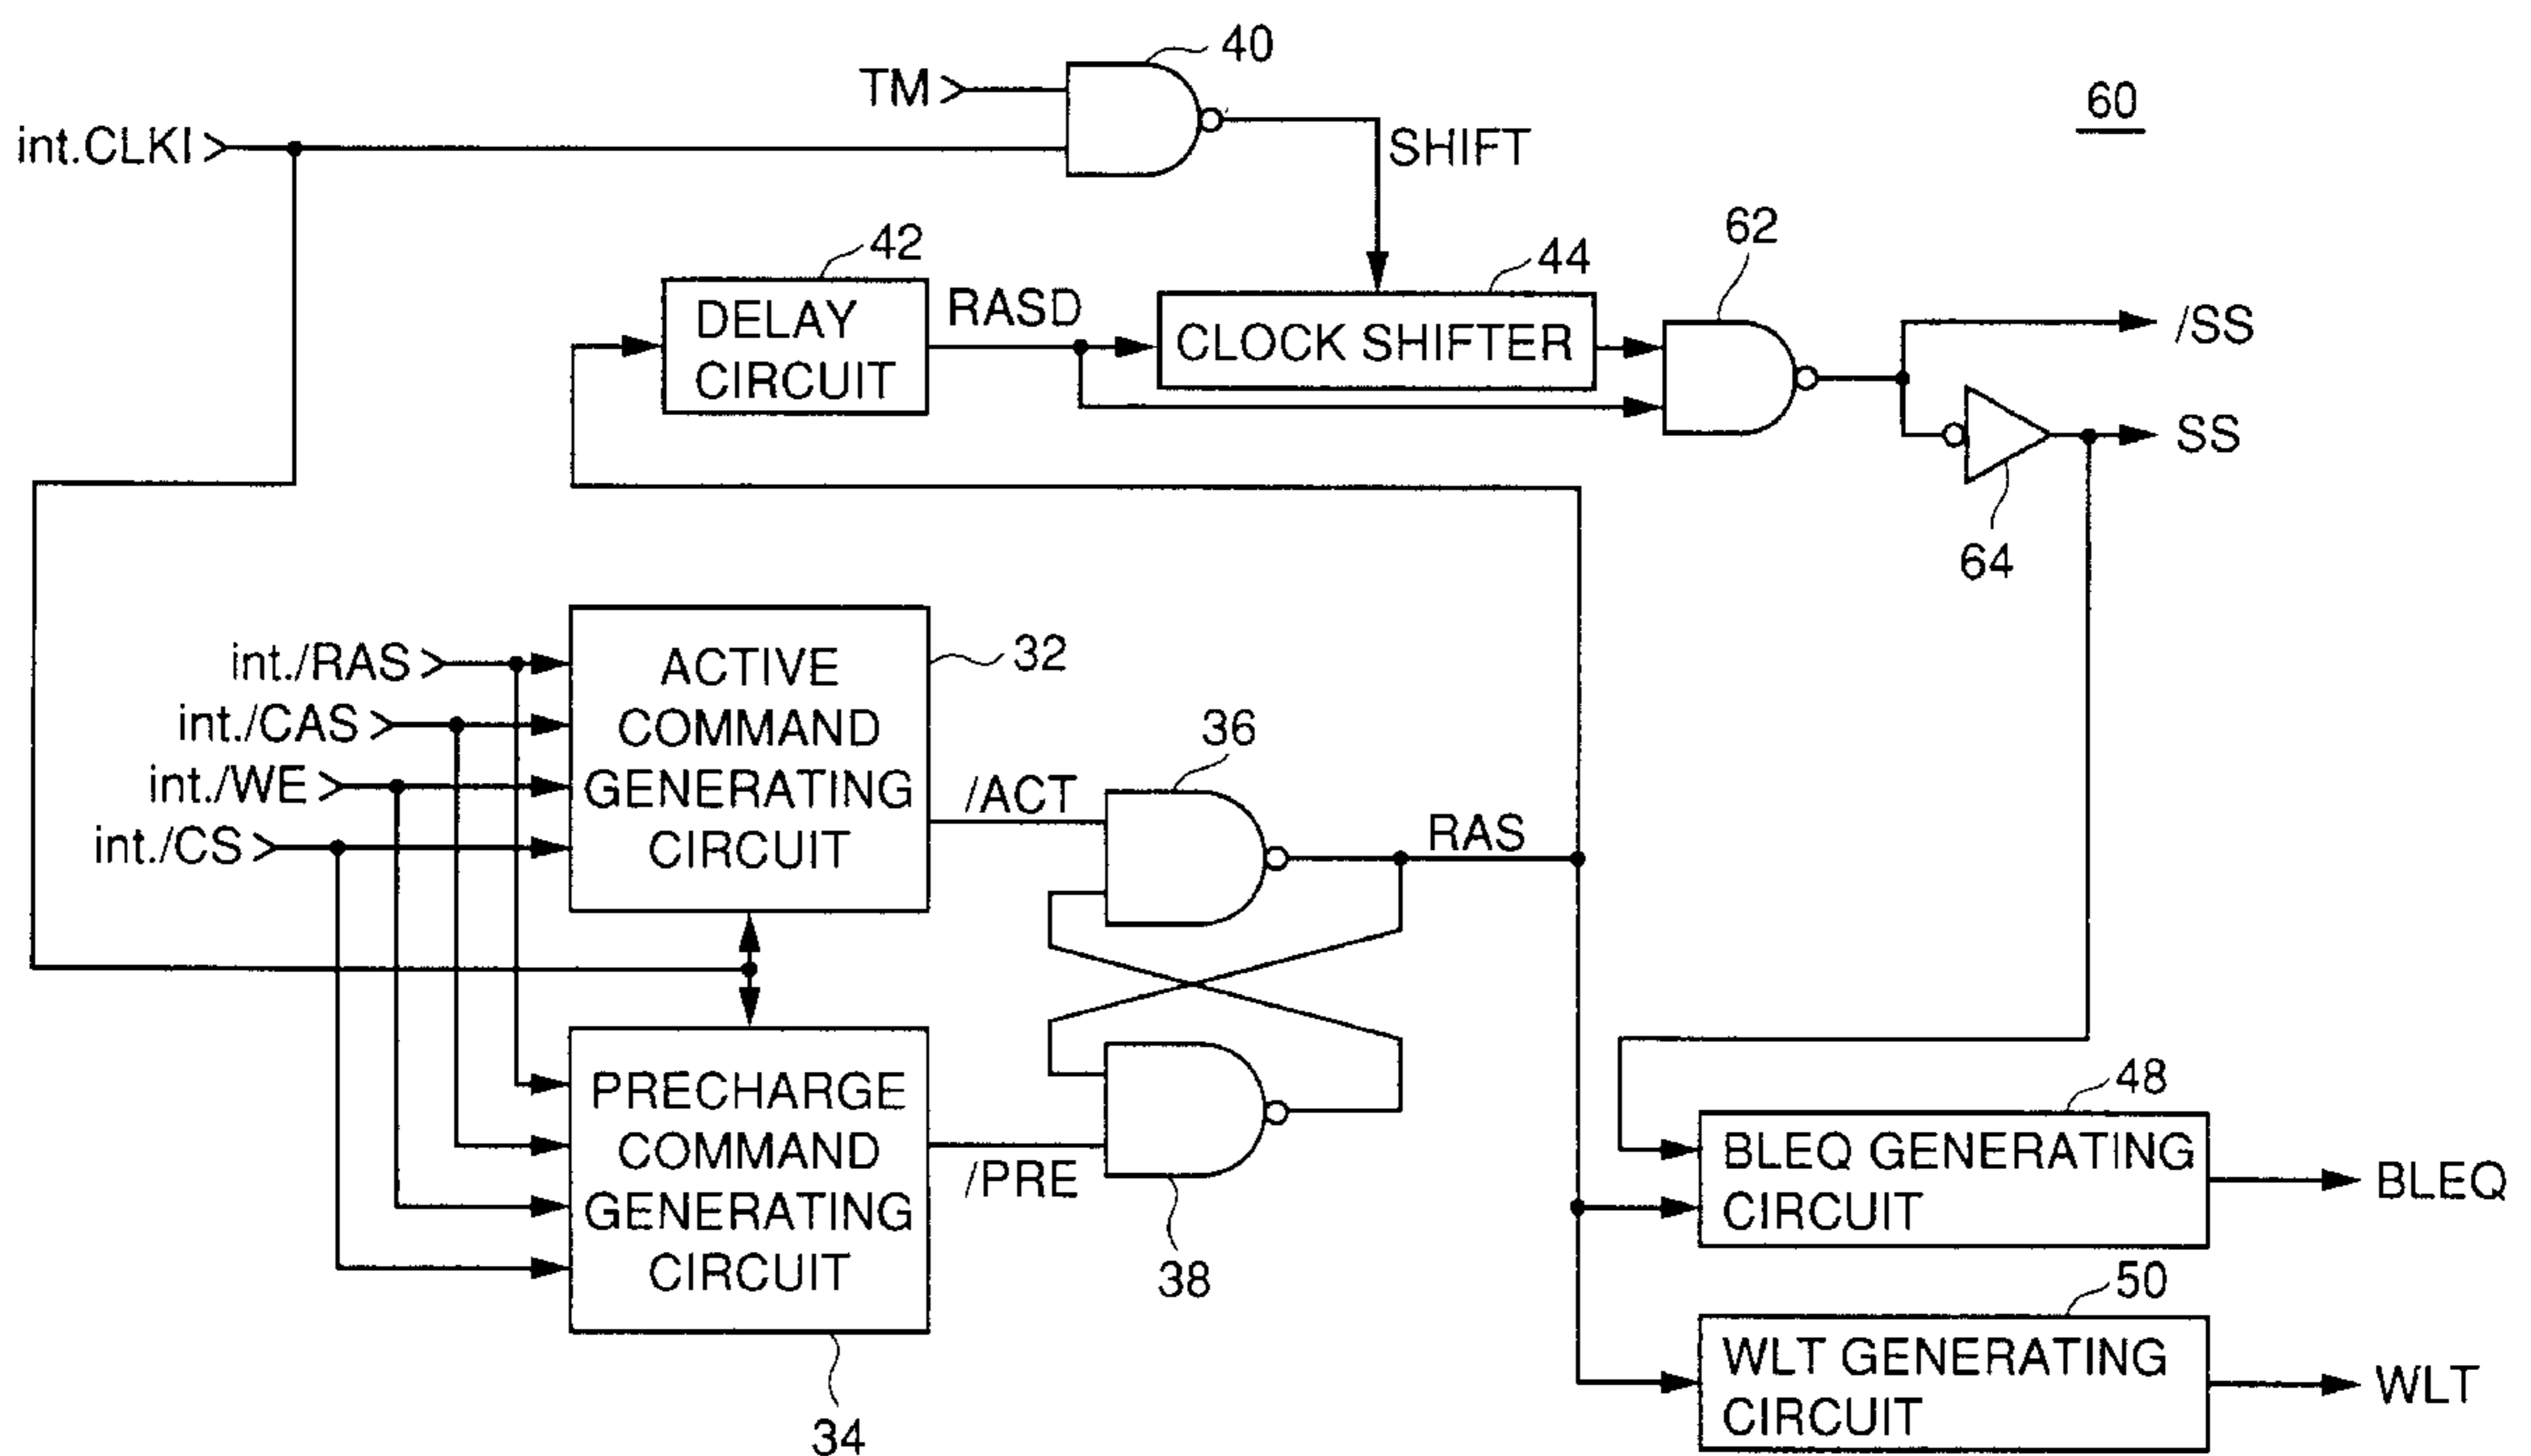 40
TM
60
int.CLKI
SHIFT
62
42
44
DELAY
CIRCUIT
RASD
CLOCK SHIFTER
/SS
SS
64
int./RAS
int./CAS
int./WE
int./CS
ACTIVE
COMMAND
GENERATING
CIRCUIT
32
/ACT
36
RAS
PRECHARGE
COMMAND
GENERATING
CIRCUIT
34
/PRE
38
48
BLEQ GENERATING
CIRCUIT
BLEQ
50
WLT GENERATING
CIRCUIT
WLT